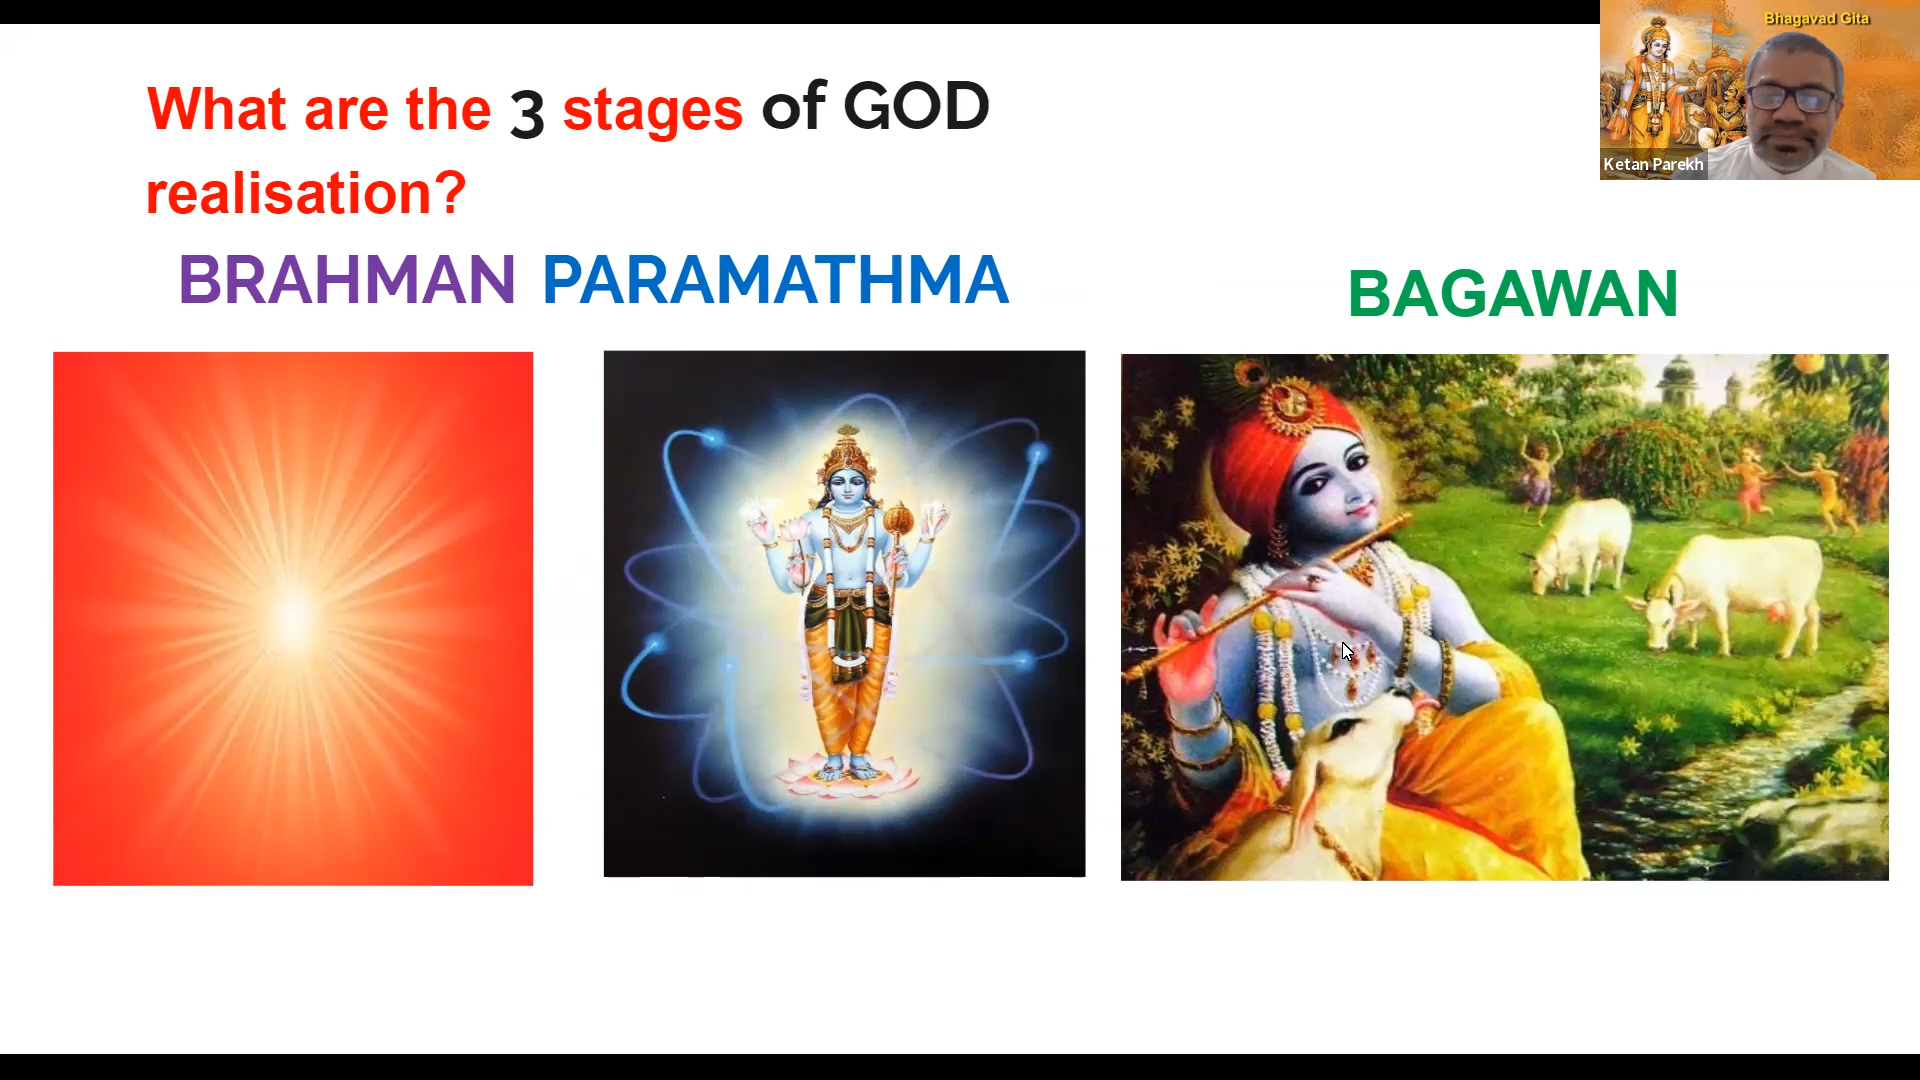 What are the 3 stages of GOD
realisation?
BRAHMAN PARAMATHMA
BAGAWAN
Bhagavad Gita
Ketan Parekh